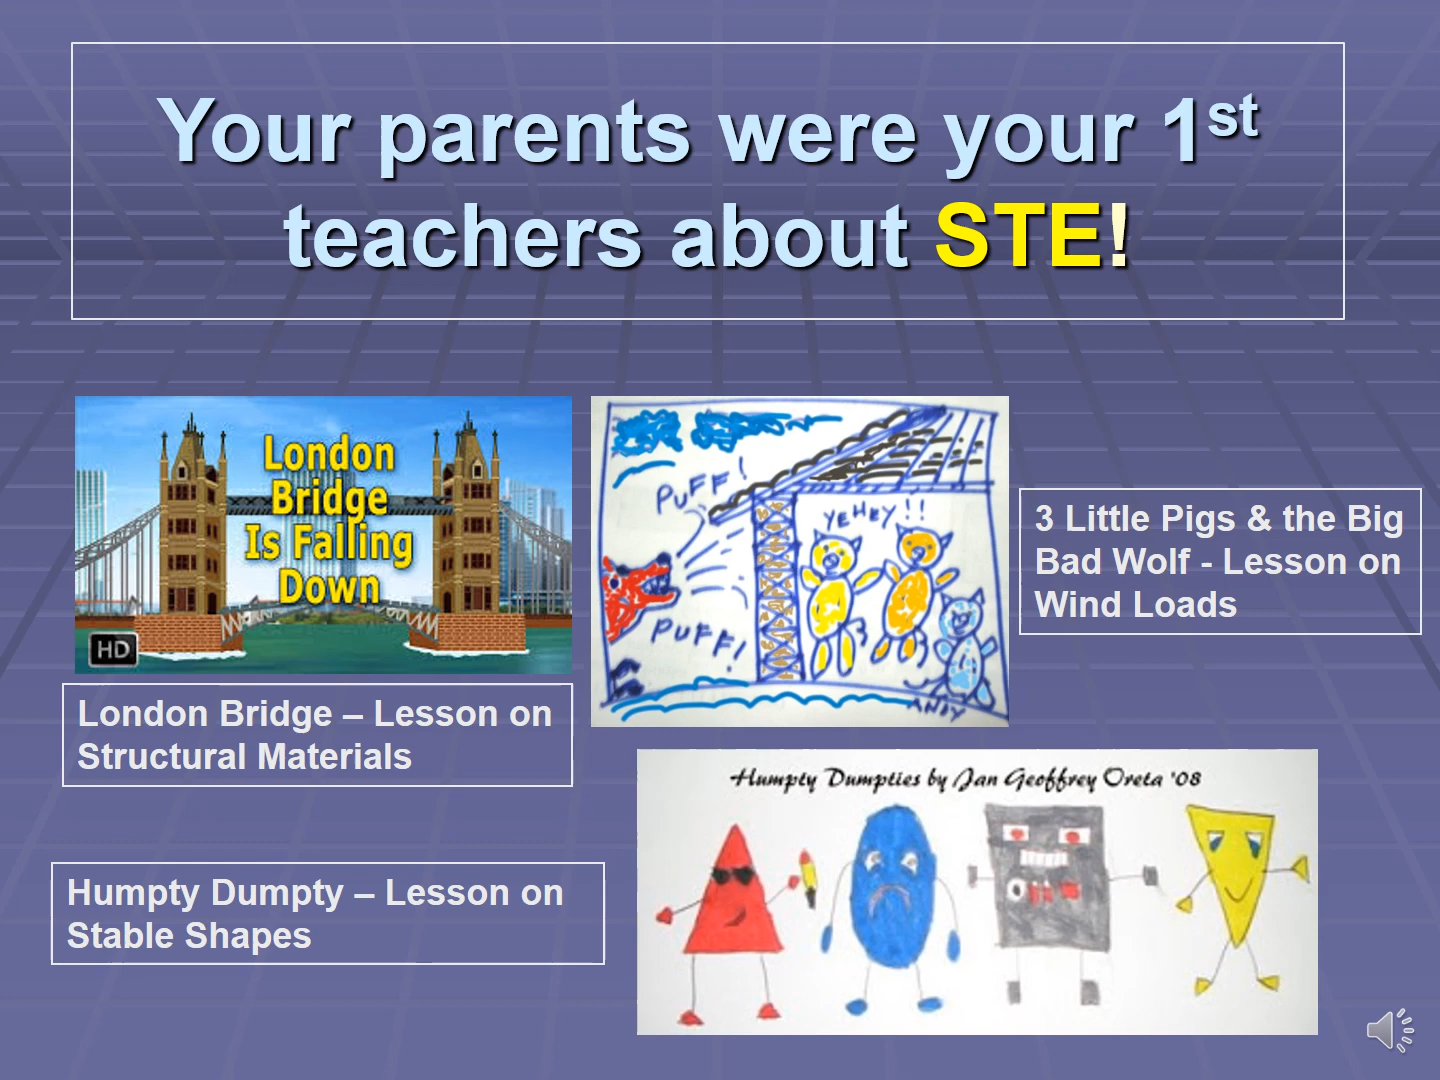 Your parents were your 1st
teachers about STE!
London
Bridge
Is Falling
Down
HD
London Bridge – Lesson on
Structural Materials
PUFF!
YEHEY!!
PUFF!
ANDY
3 Little Pigs & the Big
Bad Wolf - Lesson on
Wind Loads
Humpty Dumpty – Lesson on
Stable Shapes
Humpty Dumpties by Jan Geoffrey Oreta '08